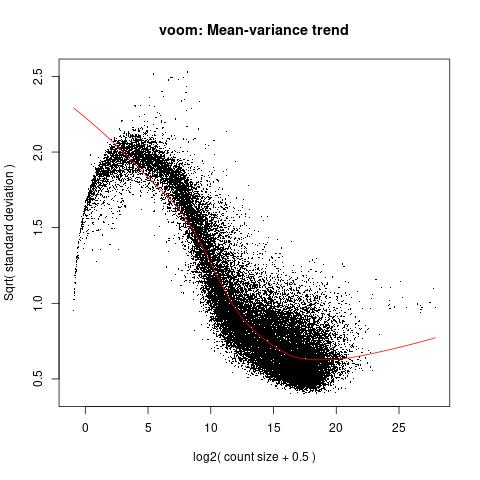 voom: Mean-variance trend
Sqrt( standard deviation )
2.5
2.0
1.5
1.0
0.5
0 5 10 15 20 25
log2( count size + 0.5 )